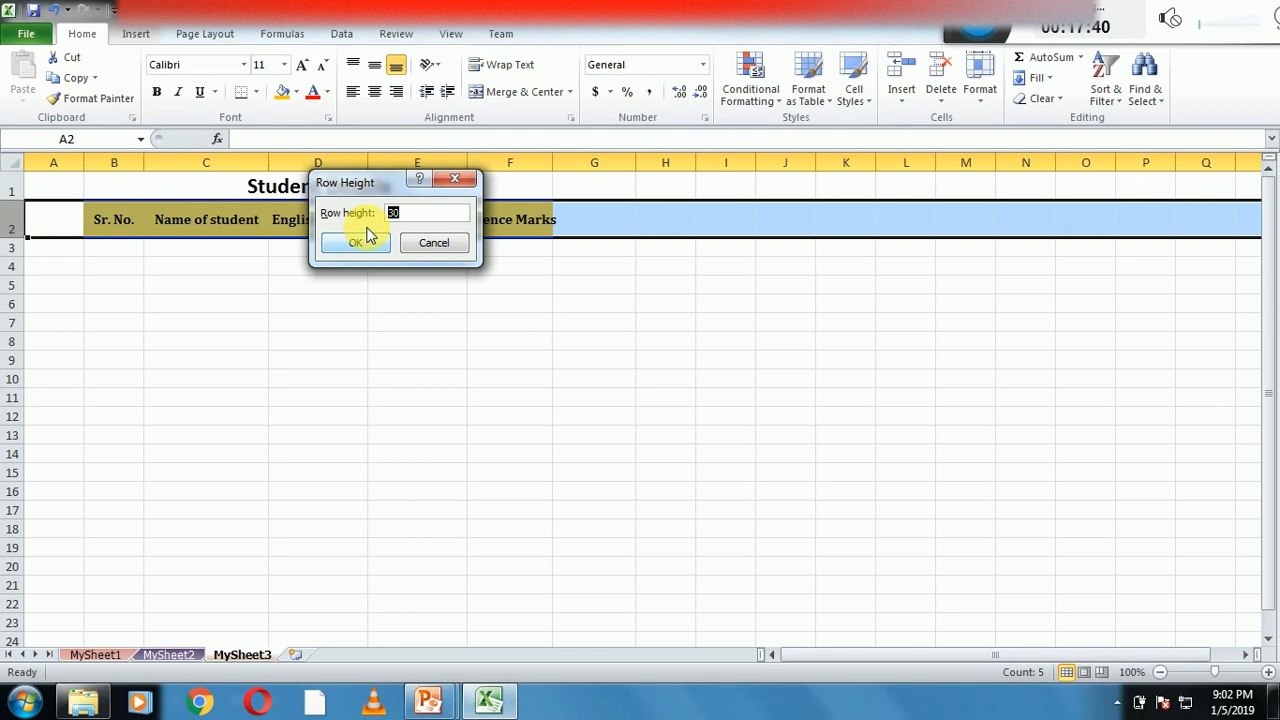 ...
00:17:40
File Home Insert Page Layout Formulas Data Review View Team
Cut
Copy
Format Painter
Paste
Clipboard
Calibri 11
Font
Wrap Text
Merge & Center
Alignment
General
$ % ,
Number
Conditional Formatting
Format as Table
Cell Styles
Styles
Insert Delete Format
Cells
AutoSum
Fill
Clear
Sort & Filter
Find & Select
Editing
A2 fx
A B C D E F G H I J K L M N O P Q
1 Studen
2 Sr. No. Name of student Englis ence Marks
Row Height
Row height: 30
OK Cancel
3
4
5
6
7
8
9
10
11
12
13
14
15
16
17
18
19
20
21
22
23
24
MySheet1 MySheet2 MySheet3
Ready Count: 5 100%
9:02 PM
1/5/2019